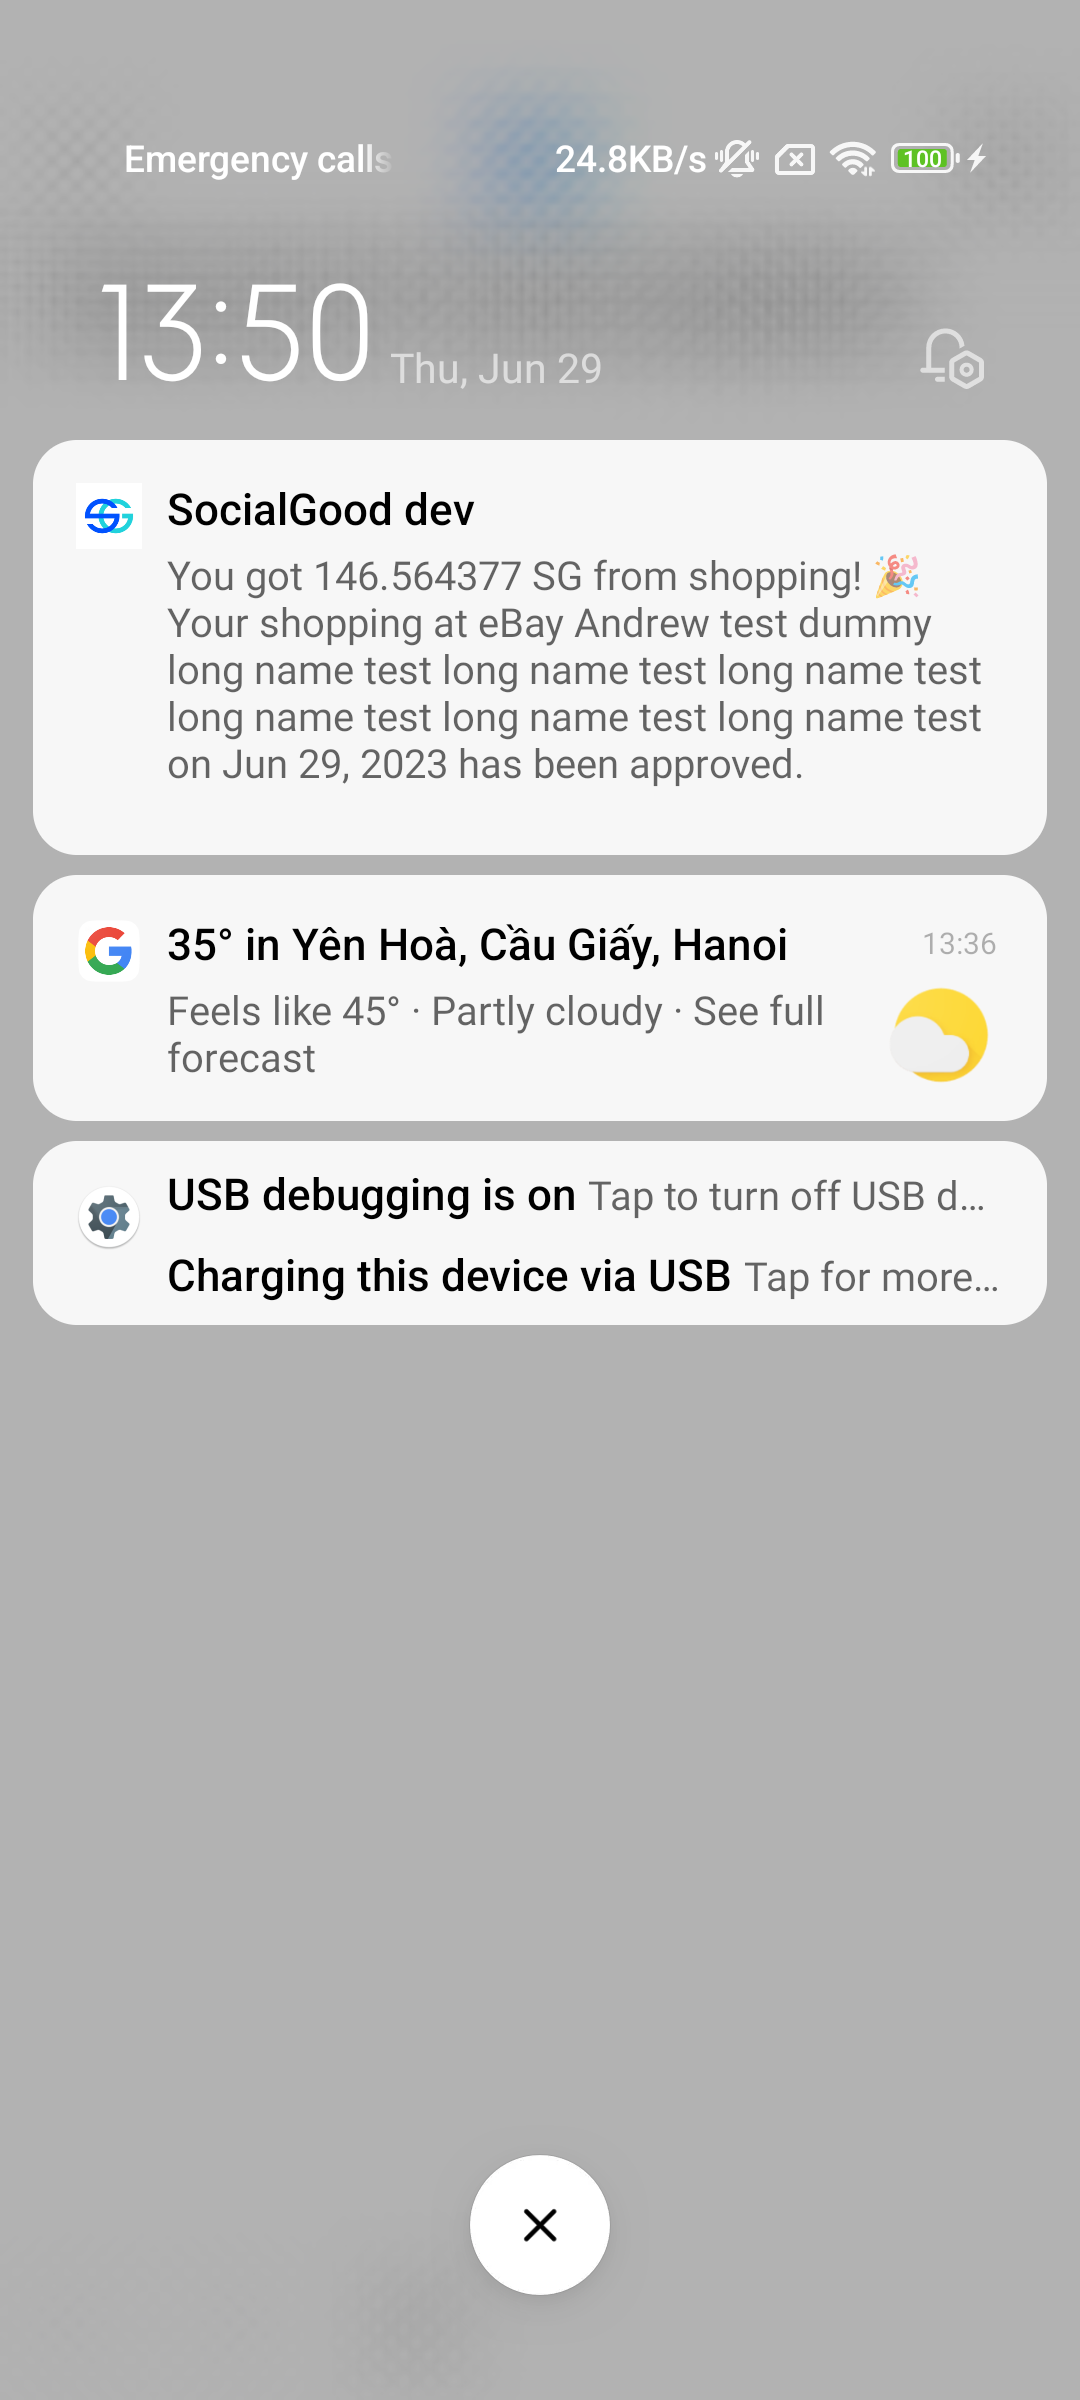 Emergency calls
24.8KB/s
100
13:50 Thu, Jun 29
SocialGood dev
You got 146.564377 SG from shopping! 🎉
Your shopping at eBay Andrew test dummy
long name test long name test long name test
long name test long name test long name test
on Jun 29, 2023 has been approved.
35° in Yên Hoà, Cầu Giấy, Hanoi
13:36
Feels like 45° · Partly cloudy · See full
forecast
USB debugging is on Tap to turn off USB d...
Charging this device via USB Tap for more...